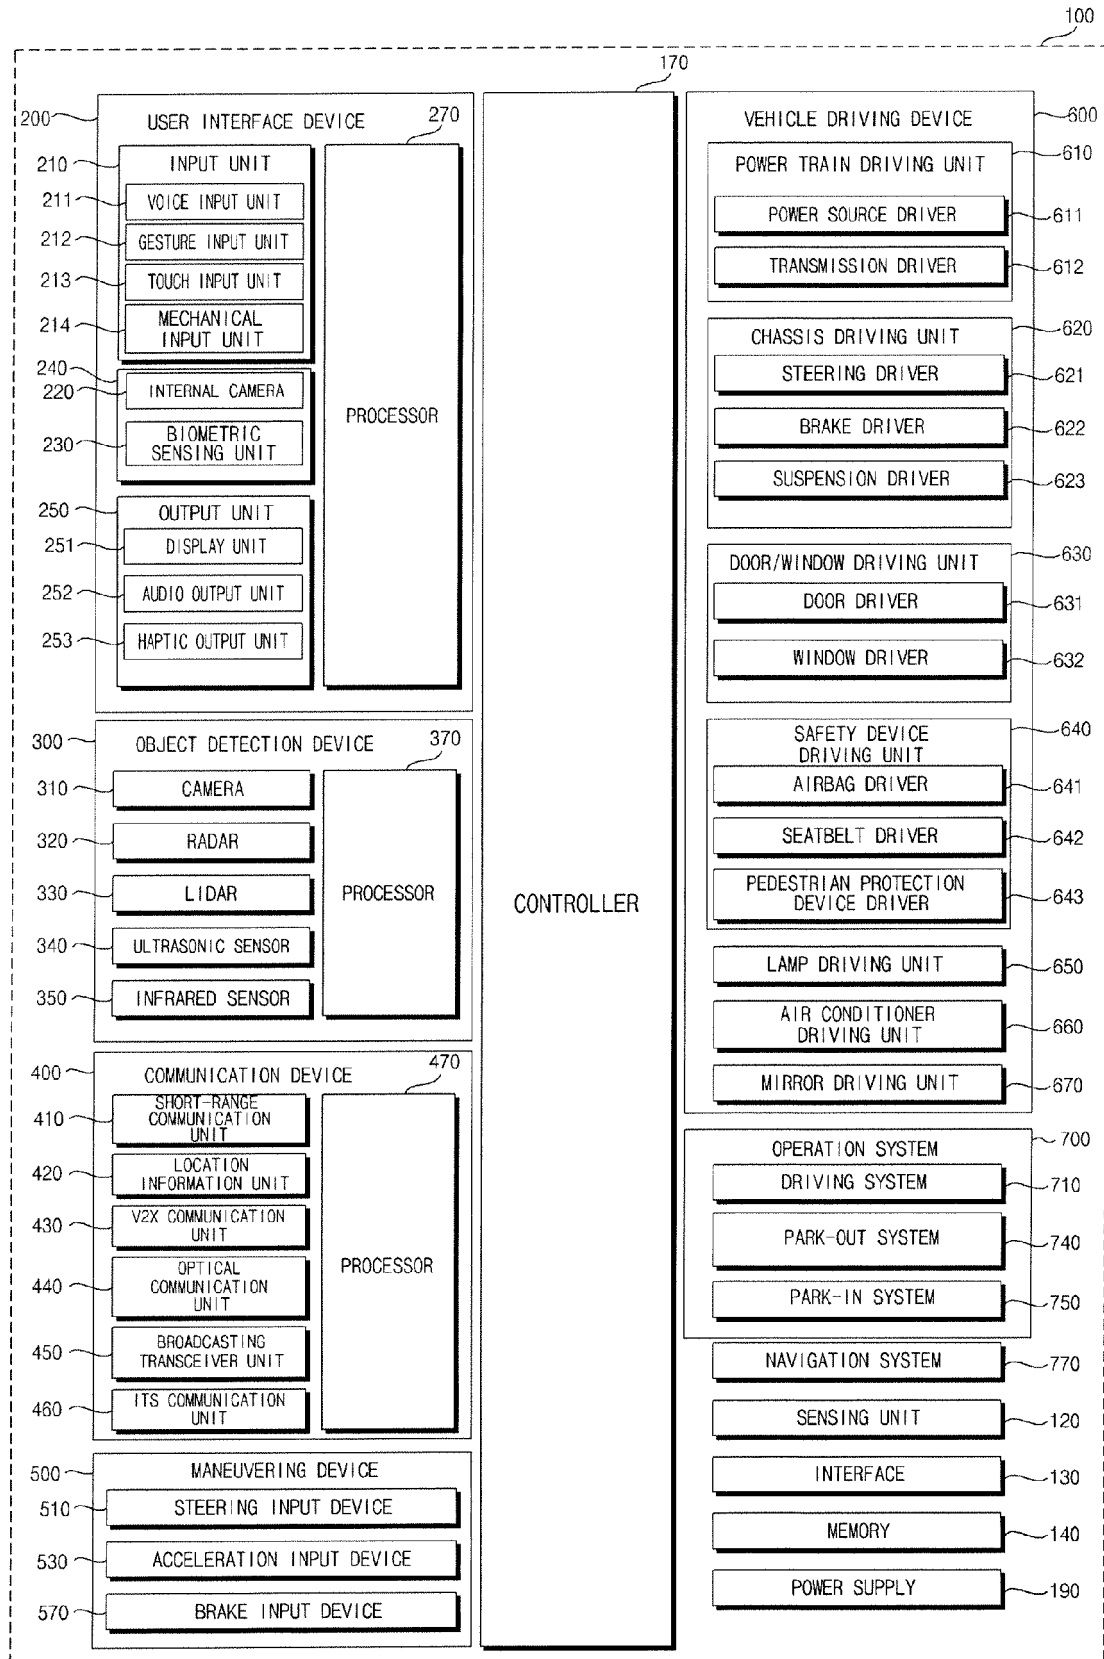 100
170
200
USER INTERFACE DEVICE
270
210
INPUT UNIT
211
VOICE INPUT UNIT
212
GESTURE INPUT UNIT
213
TOUCH INPUT UNIT
214
MECHANICAL
INPUT UNIT
240
220
INTERNAL CAMERA
230
BIOMETRIC
SENSING UNIT
PROCESSOR
250
OUTPUT UNIT
251
DISPLAY UNIT
252
AUDIO OUTPUT UNIT
253
HAPTIC OUTPUT UNIT
300
OBJECT DETECTION DEVICE
370
310
CAMERA
320
RADAR
330
LIDAR
340
ULTRASONIC SENSOR
350
INFRARED SENSOR
PROCESSOR
400
COMMUNICATION DEVICE
470
410
SHORT-RANGE
COMMUNICATION
UNIT
420
LOCATION
INFORMATION UNIT
430
V2X COMMUNICATION
UNIT
440
OPTICAL
COMMUNICATION
UNIT
450
BROADCASTING
TRANSCEIVER UNIT
460
ITS COMMUNICATION
UNIT
PROCESSOR
500
MANEUVERING DEVICE
510
STEERING INPUT DEVICE
530
ACCELERATION INPUT DEVICE
570
BRAKE INPUT DEVICE
CONTROLLER
VEHICLE DRIVING DEVICE
600
POWER TRAIN DRIVING UNIT
610
POWER SOURCE DRIVER
611
TRANSMISSION DRIVER
612
CHASSIS DRIVING UNIT
620
STEERING DRIVER
621
BRAKE DRIVER
622
SUSPENSION DRIVER
623
DOOR/WINDOW DRIVING UNIT
630
DOOR DRIVER
631
WINDOW DRIVER
632
SAFETY DEVICE
DRIVING UNIT
640
AIRBAG DRIVER
641
SEATBELT DRIVER
642
PEDESTRIAN PROTECTION
DEVICE DRIVER
643
LAMP DRIVING UNIT
650
AIR CONDITIONER
DRIVING UNIT
660
MIRROR DRIVING UNIT
670
OPERATION SYSTEM
700
DRIVING SYSTEM
710
PARK-OUT SYSTEM
740
PARK-IN SYSTEM
750
NAVIGATION SYSTEM
770
SENSING UNIT
120
INTERFACE
130
MEMORY
140
POWER SUPPLY
190